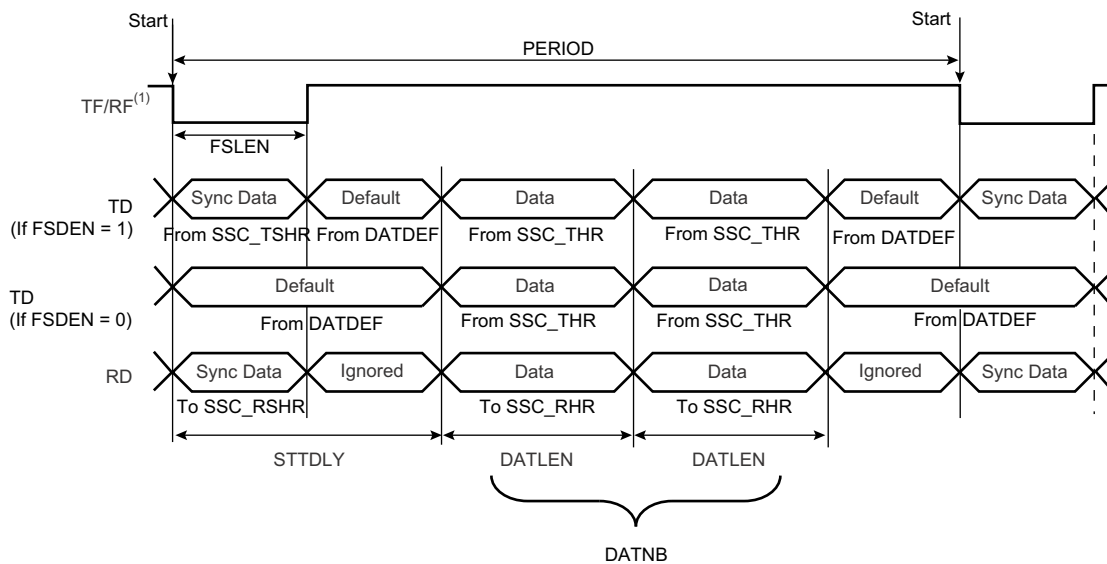 Start
Start
PERIOD
TF/RF(1)
FSLEN
TD
(If FSDEN = 1)
Sync Data
Default
Data
Data
Default
Sync Data
From SSC_TSHR
From DATDEF
From SSC_THR
From SSC_THR
From DATDEF
TD
(If FSDEN = 0)
Default
Data
Data
Default
From DATDEF
From SSC_THR
From SSC_THR
From DATDEF
RD
Sync Data
Ignored
Data
Data
Ignored
Sync Data
To SSC_RSHR
To SSC_RHR
To SSC_RHR
STTDLY
DATLEN
DATLEN
DATNB